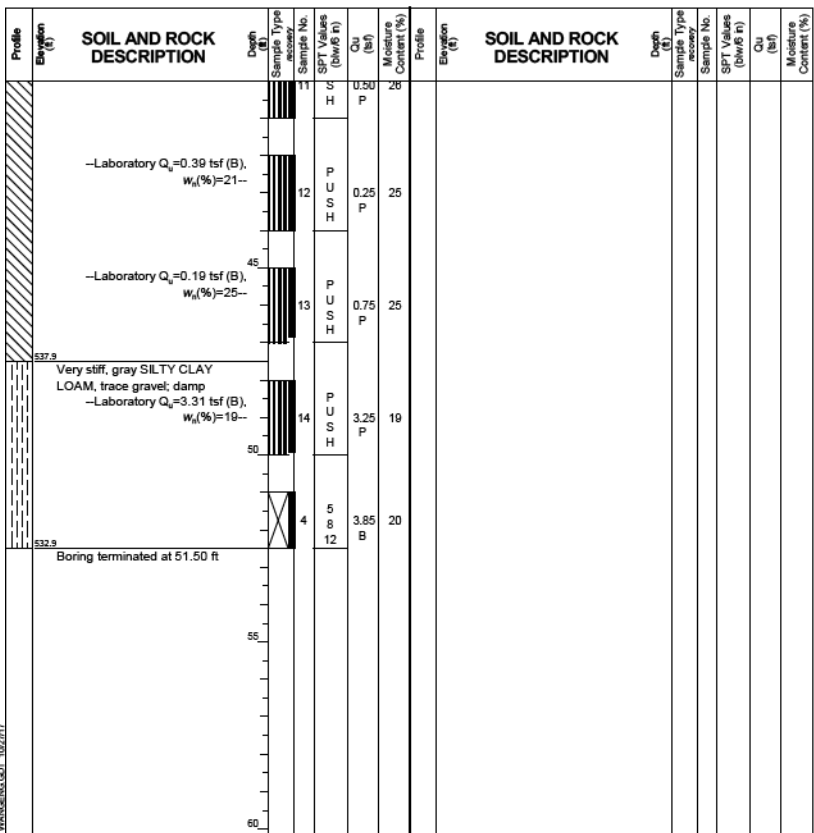 Profile
Elevation (ft)
SOIL AND ROCK
DESCRIPTION
Depth (ft)
Sample Type
recovery
Sample No.
SPT Values (blw/6 in)
Qu (tsf)
Moisture Content (%)
Profile
Elevation (ft)
SOIL AND ROCK
DESCRIPTION
Depth (ft)
Sample Type
recovery
Sample No.
SPT Values (blw/6 in)
Qu (tsf)
Moisture Content (%)
11 S H 0.50 P 26
--Laboratory Qu=0.39 tsf (B),
wn(%)=21--
12 P U S H 0.25 P 25
45
--Laboratory Qu=0.19 tsf (B),
wn(%)=25--
13 P U S H 0.75 P 25
537.9
Very stiff, gray SILTY CLAY
LOAM, trace gravel; damp
--Laboratory Qu=3.31 tsf (B),
wn(%)=19--
14 P U S H 3.25 P 19
50
4 5 8 12 3.85 B 20
532.9
Boring terminated at 51.50 ft
55
60